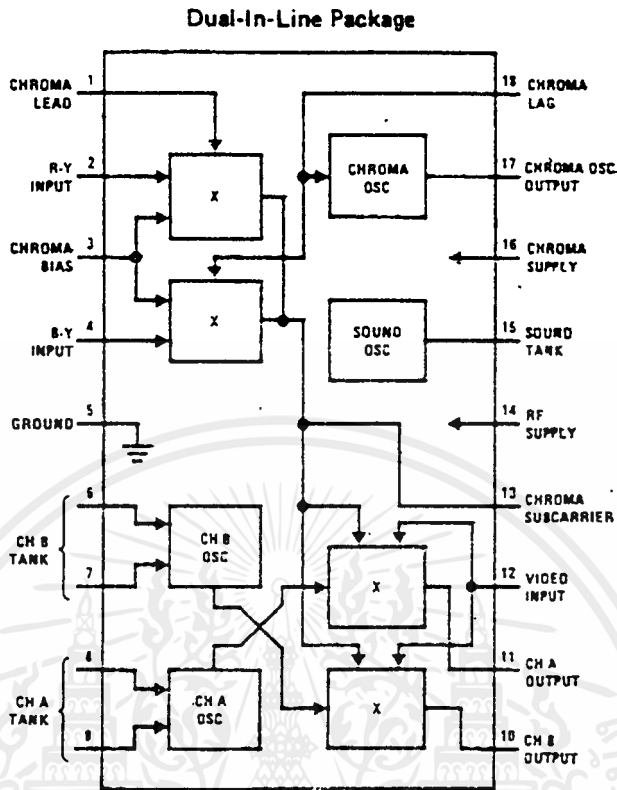 Dual-In-Line Package
CHROMA
LEAD
1
R-Y
INPUT
2
CHROMA
BIAS
3
B-Y
INPUT
4
GROUND
5
6
CH B
TANK
7
8
CH A
TANK
9
X
X
CHROMA
OSC
SOUND
OSC
CH B
OSC
CH A
OSC
X
X
18
CHROMA
LAG
17
CHROMA OSC
OUTPUT
16
CHROMA
SUPPLY
15
SOUND
TANK
14
RF
SUPPLY
13
CHROMA
SUBCARRIER
12
VIDEO
INPUT
11
CH A
OUTPUT
10
CH B
OUTPUT